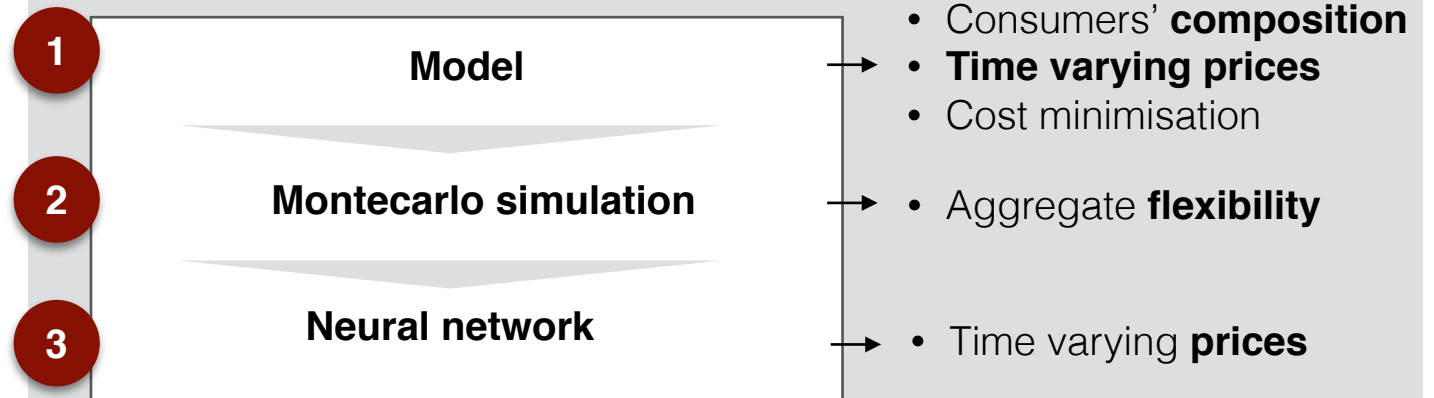 1
Model
• Consumers’ composition
• Time varying prices
• Cost minimisation
2
Montecarlo simulation
• Aggregate flexibility
3
Neural network
• Time varying prices